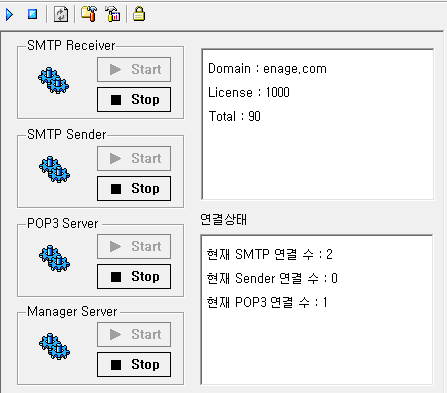 SMTP Receiver
Start
Stop
SMTP Sender
Start
Stop
POP3 Server
Start
Stop
Manager Server
Start
Stop
Domain : enage.com
License : 1000
Total : 90
연결상태
현재 SMTP 연결 수 : 2
현재 Sender 연결 수 : 0
현재 POP3 연결 수 : 1